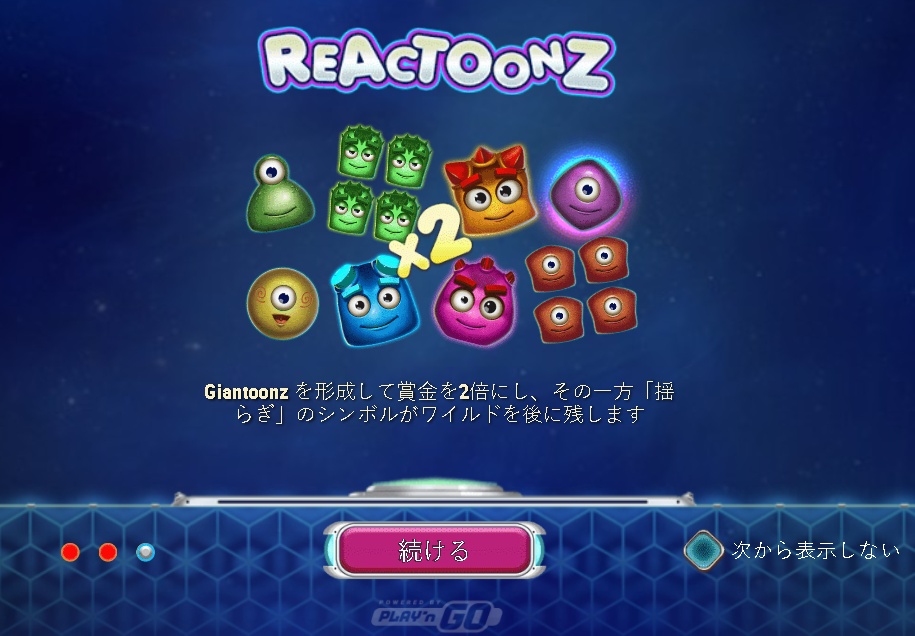 REACTOONZ
x2
Giantoonz を形成して賞金を2倍にし、その一方「揺
らぎ」のシンボルがワイルドを後に残します
続ける
次から表示しない
POWERED BY
PLAY'n GO